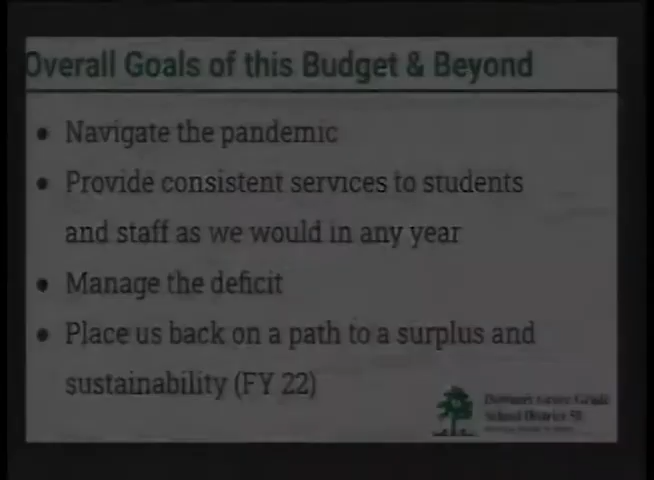 Overall Goals of this Budget & Beyond
• Navigate the pandemic
• Provide consistent services to students
and staff as we would in any year
• Manage the deficit
• Place us back on a path to a surplus and
sustainability (FY 22)
Downers Grove Grade
School District 58